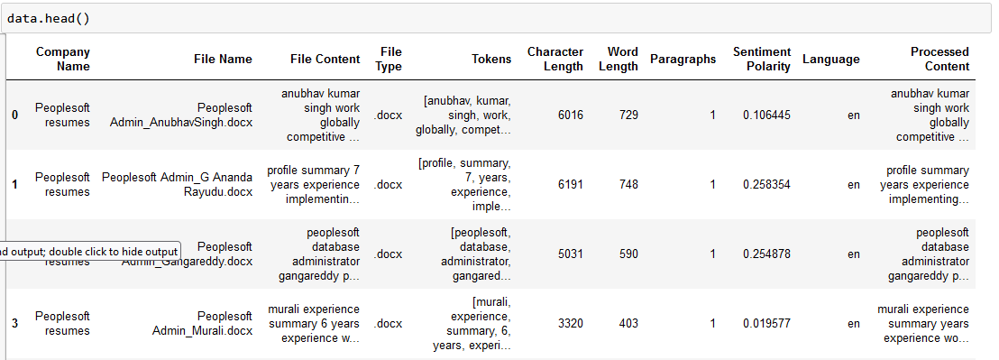 data.head()
Company Name File Name File Content File Type Tokens Character Length Word Length Paragraphs Sentiment Polarity Language Processed Content
0 Peoplesoft resumes Peoplesoft Admin_AnubhavSingh.docx anubhav kumar singh work globally competitive ... .docx [anubhav, kumar, singh, work, globally, compet... 6016 729 1 0.106445 en anubhav kumar singh work globally competitive ...
1 Peoplesoft resumes Peoplesoft Admin_G Ananda Rayudu.docx profile summary 7 years experience implementin... .docx [profile, summary, 7, years, experience, imple... 6191 748 1 0.258354 en profile summary years experience implementing...
nd output; double click to hide output
resumes Peoplesoft Admin_Gangareddy.docx peoplesoft database administrator gangareddy p... .docx [peoplesoft, database, administrator, gangared... 5031 590 1 0.254878 en peoplesoft database administrator gangareddy p...
3 Peoplesoft resumes Peoplesoft Admin_Murali.docx murali experience summary 6 years experience w... .docx [murali, experience, summary, 6, years, experi... 3320 403 1 0.019577 en murali experience summary years experience wo...